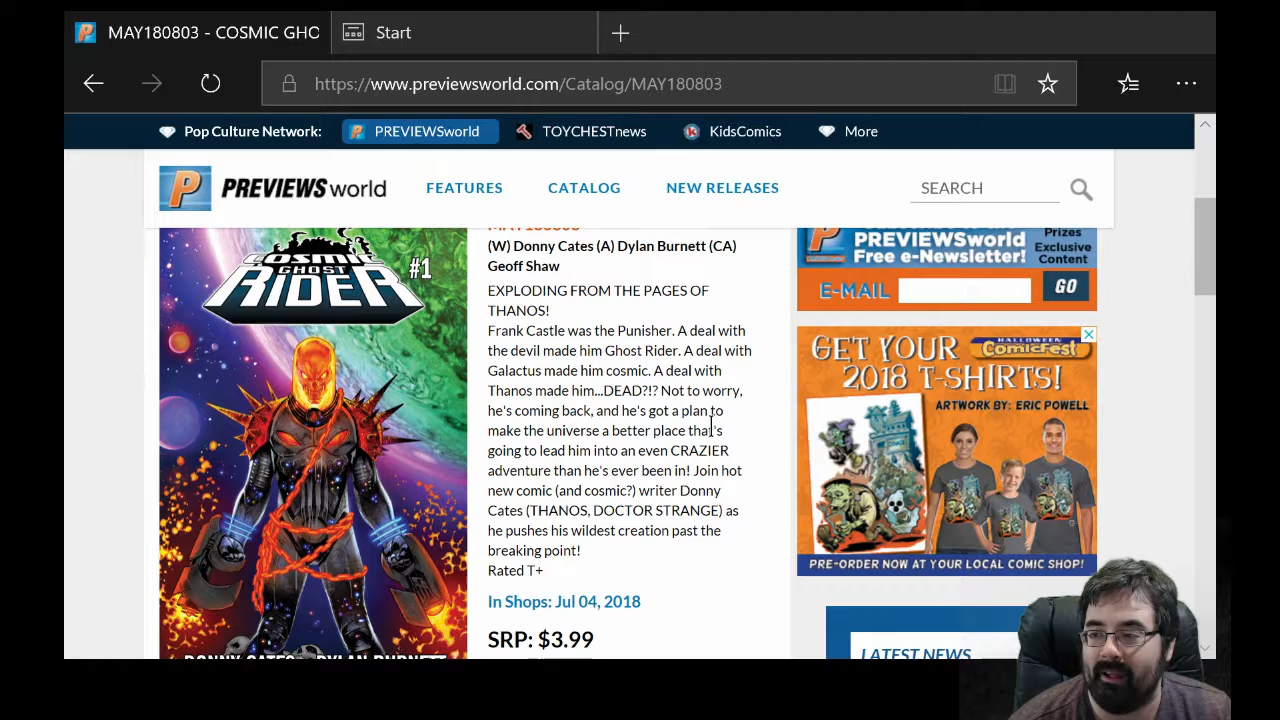 MAY180803 - COSMIC GHO
Start
https://www.previewsworld.com/Catalog/MAY180803
Pop Culture Network:
PREVIEWSworld
TOYCHESTnews
KidsComics
More
P PREVIEWSworld
FEATURES
CATALOG
NEW RELEASES
SEARCH
COSMIC
GHOST
RIDER
#1
DONNY CATES • DYLAN BURNETT
MAY180803
(W) Donny Cates (A) Dylan Burnett (CA)
Geoff Shaw
EXPLODING FROM THE PAGES OF
THANOS!
Frank Castle was the Punisher. A deal with
the devil made him Ghost Rider. A deal with
Galactus made him cosmic. A deal with
Thanos made him...DEAD?!? Not to worry,
he's coming back, and he's got a plan to
make the universe a better place that's
going to lead him into an even CRAZIER
adventure than he's ever been in! Join hot
new comic (and cosmic?) writer Donny
Cates (THANOS, DOCTOR STRANGE) as
he pushes his wildest creation past the
breaking point!
Rated T+
In Shops: Jul 04, 2018
SRP: $3.99
PREVIEWSworld
Free e-Newsletter!
Prizes
Exclusive
Content
E-MAIL
GO
GET YOUR HALLOWEEN ComicFest
2018 T-SHIRTS!
ARTWORK BY: ERIC POWELL
PRE-ORDER NOW AT YOUR LOCAL COMIC SHOP!
LATEST NEWS